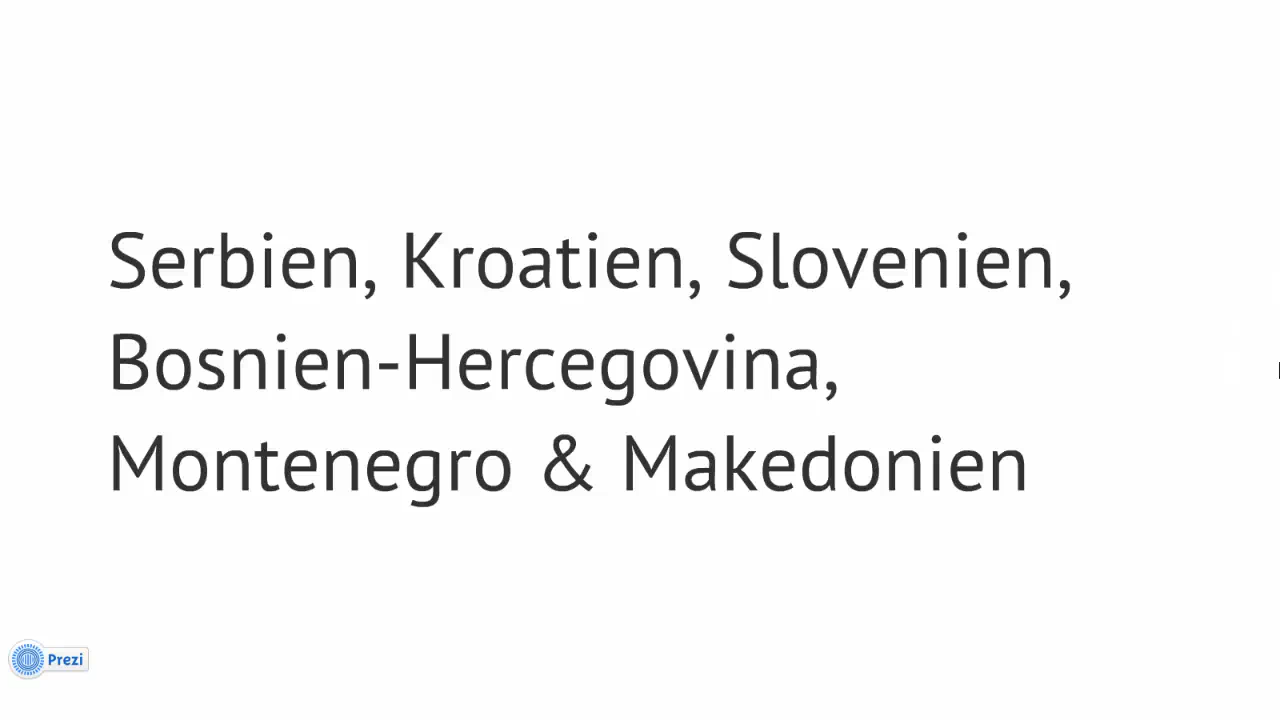 Serbien, Kroatien, Slovenien,
Bosnien-Hercegovina,
Montenegro & Makedonien
Prezi